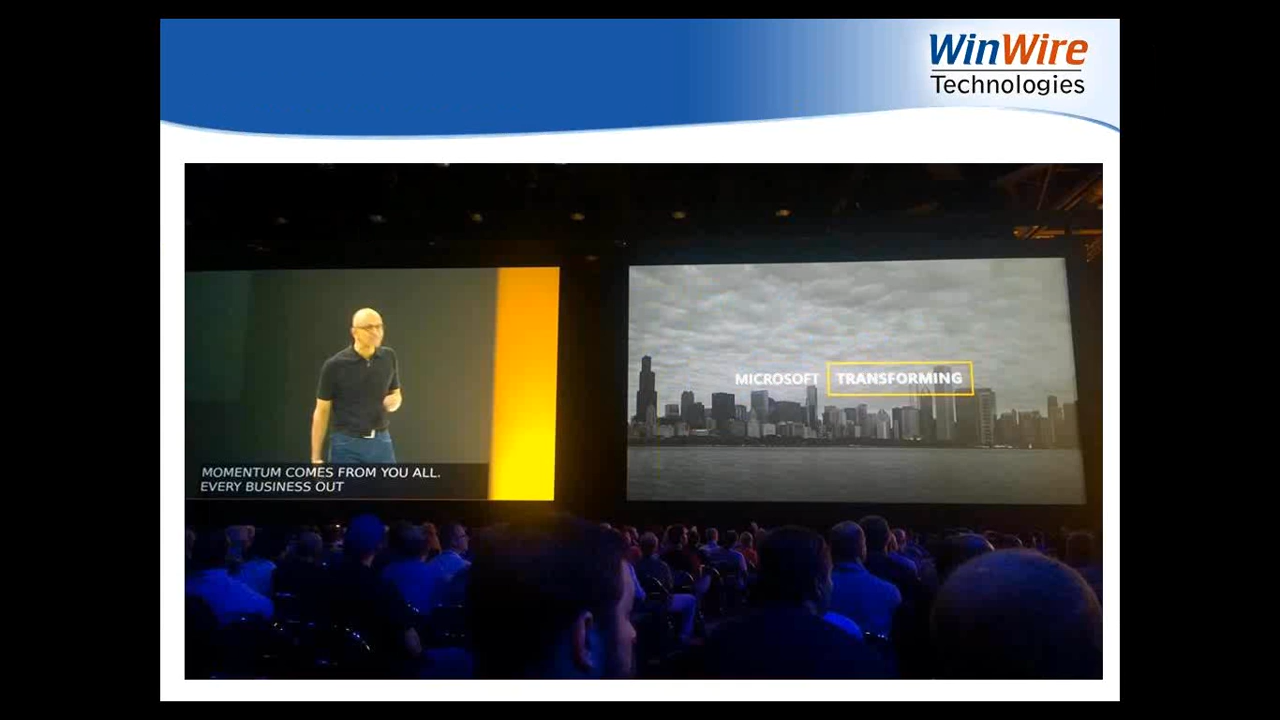 WinWire
Technologies
MICROSOFT TRANSFORMING
MOMENTUM COMES FROM YOU ALL.
EVERY BUSINESS OUT